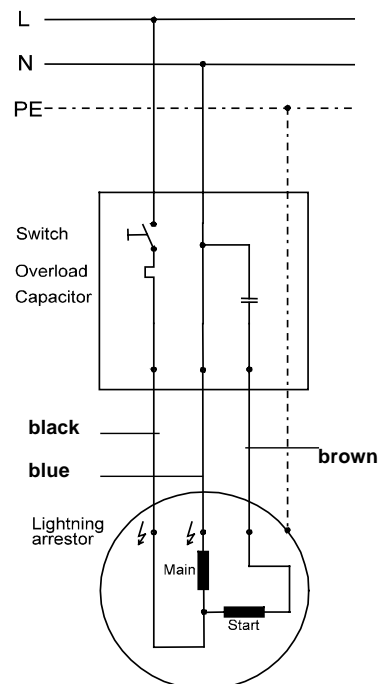 L
N
PE
Switch
Overload
Capacitor
black
brown
blue
Lightning
arrestor
Main
Start